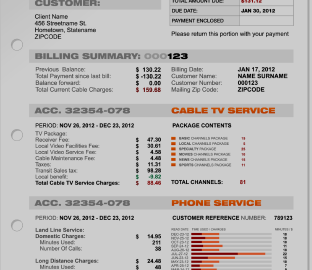 CUSTOMER:
Client Name
456 Streetname St.
Hometown, Statename
ZIPCODE
TOTAL AMOUNT DUE: $131.12
DUE DATE: JAN 30, 2012
PAYMENT ENCLOSED
Please return this portion with your payment
BILLING SUMMARY: 000123
Previous Balance: $ 130.22
Total Payment since last bill: $ -130.22
Balance forward: $ 0.00
Total Current Cable Charges: $ 159.68
Billing Date: JAN 17, 2012
Customer Name: NAME SURNAME
Customer Number: 000123
Mailing Zip Code: ZIPCODE
ACC. 32354-078 CABLE TV SERVICE
PERIOD: NOV 26, 2012 - DEC 23, 2012
TV Package:
Receiver Fee: $ 47.30
Local Video Facilities Fee: $ 30.61
Local Video Service Fee: $ 4.58
Cable Maintenance Fee: $ 4.48
Taxes: $ 11.31
Transit Sales tax: $ 98.28
Local benefit: $ -9.82
Total Cable TV Service Charges: $ 88.46
PACKAGE CONTENTS
BASIC CHANNELS PACKAGE
LOCAL CHANNELS PACKAGE
SPECIALTY PACKAGE
MOVIES CHANNELS PACKAGE
NEWS CHANNELS PACKAGE
SPORTS CHANNELS PACKAGE
TOTAL CHANNELS: 81
ACC. 32354-078 PHONE SERVICE
PERIOD: NOV 26, 2012 - DEC 23, 2012
Land Line Service:
Domestic Charges: $ 14.95
Minutes Used: 211
Number Of Calls: 38
Long Distance Charges: $ 24.48
Minutes Used: 48
CUSTOMER REFERENCE NUMBER: 789123